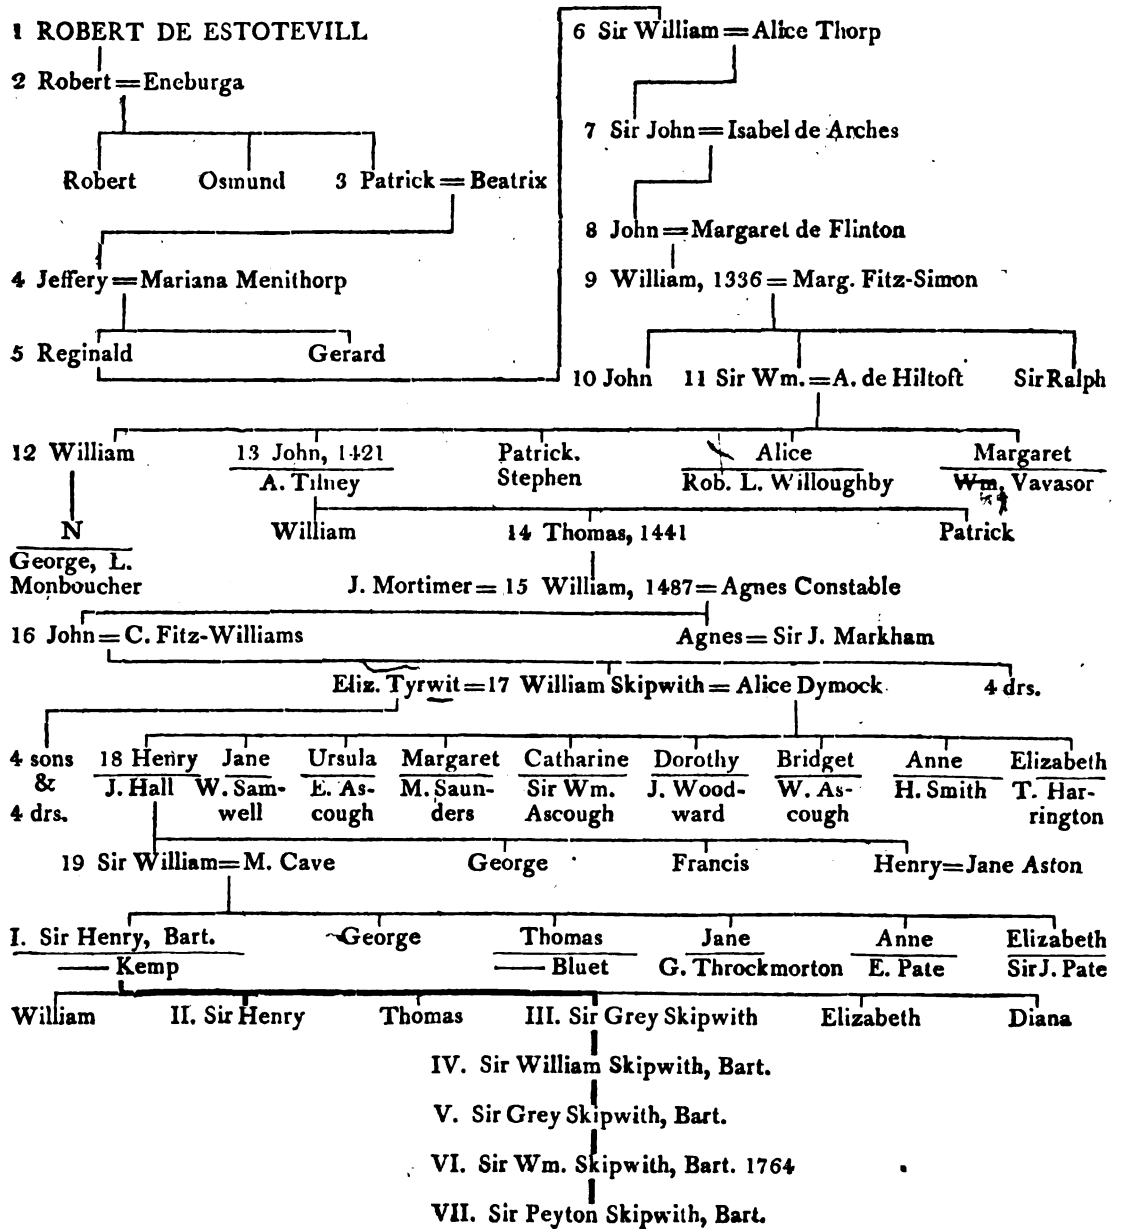 1 ROBERT DE ESTOTEVILL
2 Robert = Eneburga
Robert Osmund 3 Patrick = Beatrix
4 Jeffery = Mariana Menithorp
5 Reginald Gerard
6 Sir William = Alice Thorp
7 Sir John = Isabel de Arches
8 John = Margaret de Flinton
9 William, 1336 = Marg. Fitz-Simon
10 John 11 Sir Wm. = A. de Hiltoft Sir Ralph
12 William 13 John, 1421 Patrick. Alice Margaret
A. Tilney Stephen Rob. L. Willoughby Wm. Vavasor
N William 14 Thomas, 1441 Patrick
George, L.
Monboucher J. Mortimer = 15 William, 1487 = Agnes Constable
16 John = C. Fitz-Williams Agnes = Sir J. Markham
Eliz. Tyrwit = 17 William Skipwith = Alice Dymock 4 drs.
4 sons 18 Henry Jane Ursula Margaret Catharine Dorothy Bridget Anne Elizabeth
& J. Hall W. Sam- E. As- M. Saun- Sir Wm. J. Wood- W. As- H. Smith T. Har-
4 drs. well cough ders Ascough ward cough rington
19 Sir William = M. Cave George Francis Henry = Jane Aston
I. Sir Henry, Bart. George Thomas Jane Anne Elizabeth
—— Kemp —— Bluet G. Throckmorton E. Pate Sir J. Pate
William II. Sir Henry Thomas III. Sir Grey Skipwith Elizabeth Diana
IV. Sir William Skipwith, Bart.
V. Sir Grey Skipwith, Bart.
VI. Sir Wm. Skipwith, Bart. 1764
VII. Sir Peyton Skipwith, Bart.